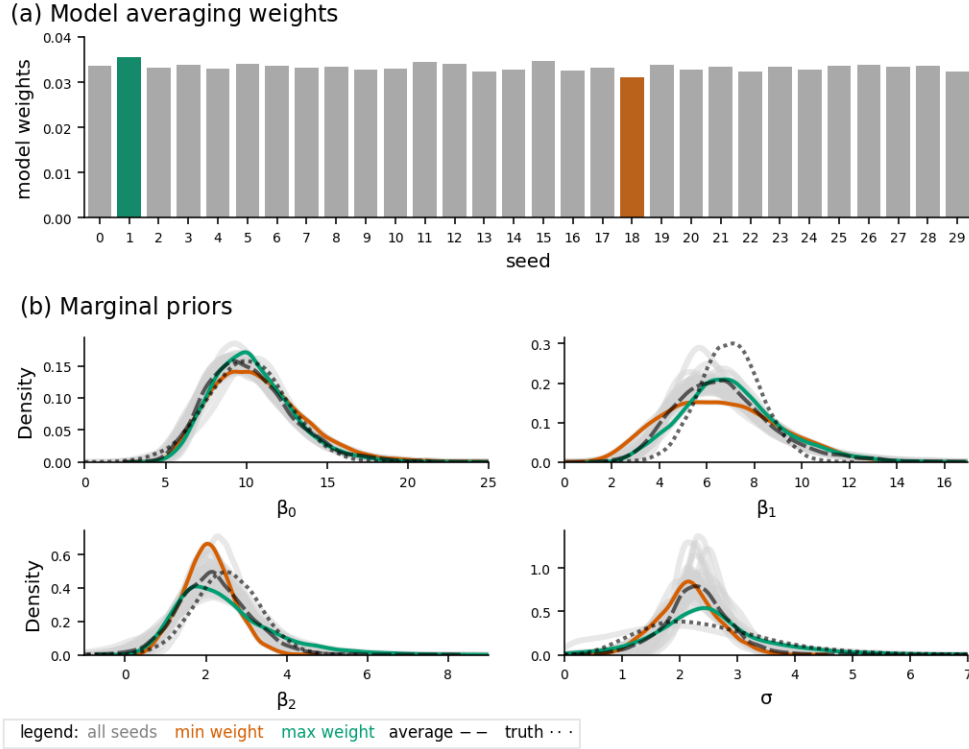 (a) Model averaging weights
model weights
0.04
0.03
0.02
0.01
0.00
0 1 2 3 4 5 6 7 8 9 10 11 12 13 14 15 16 17 18 19 20 21 22 23 24 25 26 27 28 29
seed
(b) Marginal priors
Density
0.15
0.10
0.05
0.00
0 5 10 15 20 25
β₀
0.3
0.2
0.1
0.0
0 2 4 6 8 10 12 14 16
β₁
Density
0.6
0.4
0.2
0.0
0 2 4 6 8
β₂
1.0
0.5
0.0
0 1 2 3 4 5 6 7
σ
legend: all seeds min weight max weight average – – truth · · ·